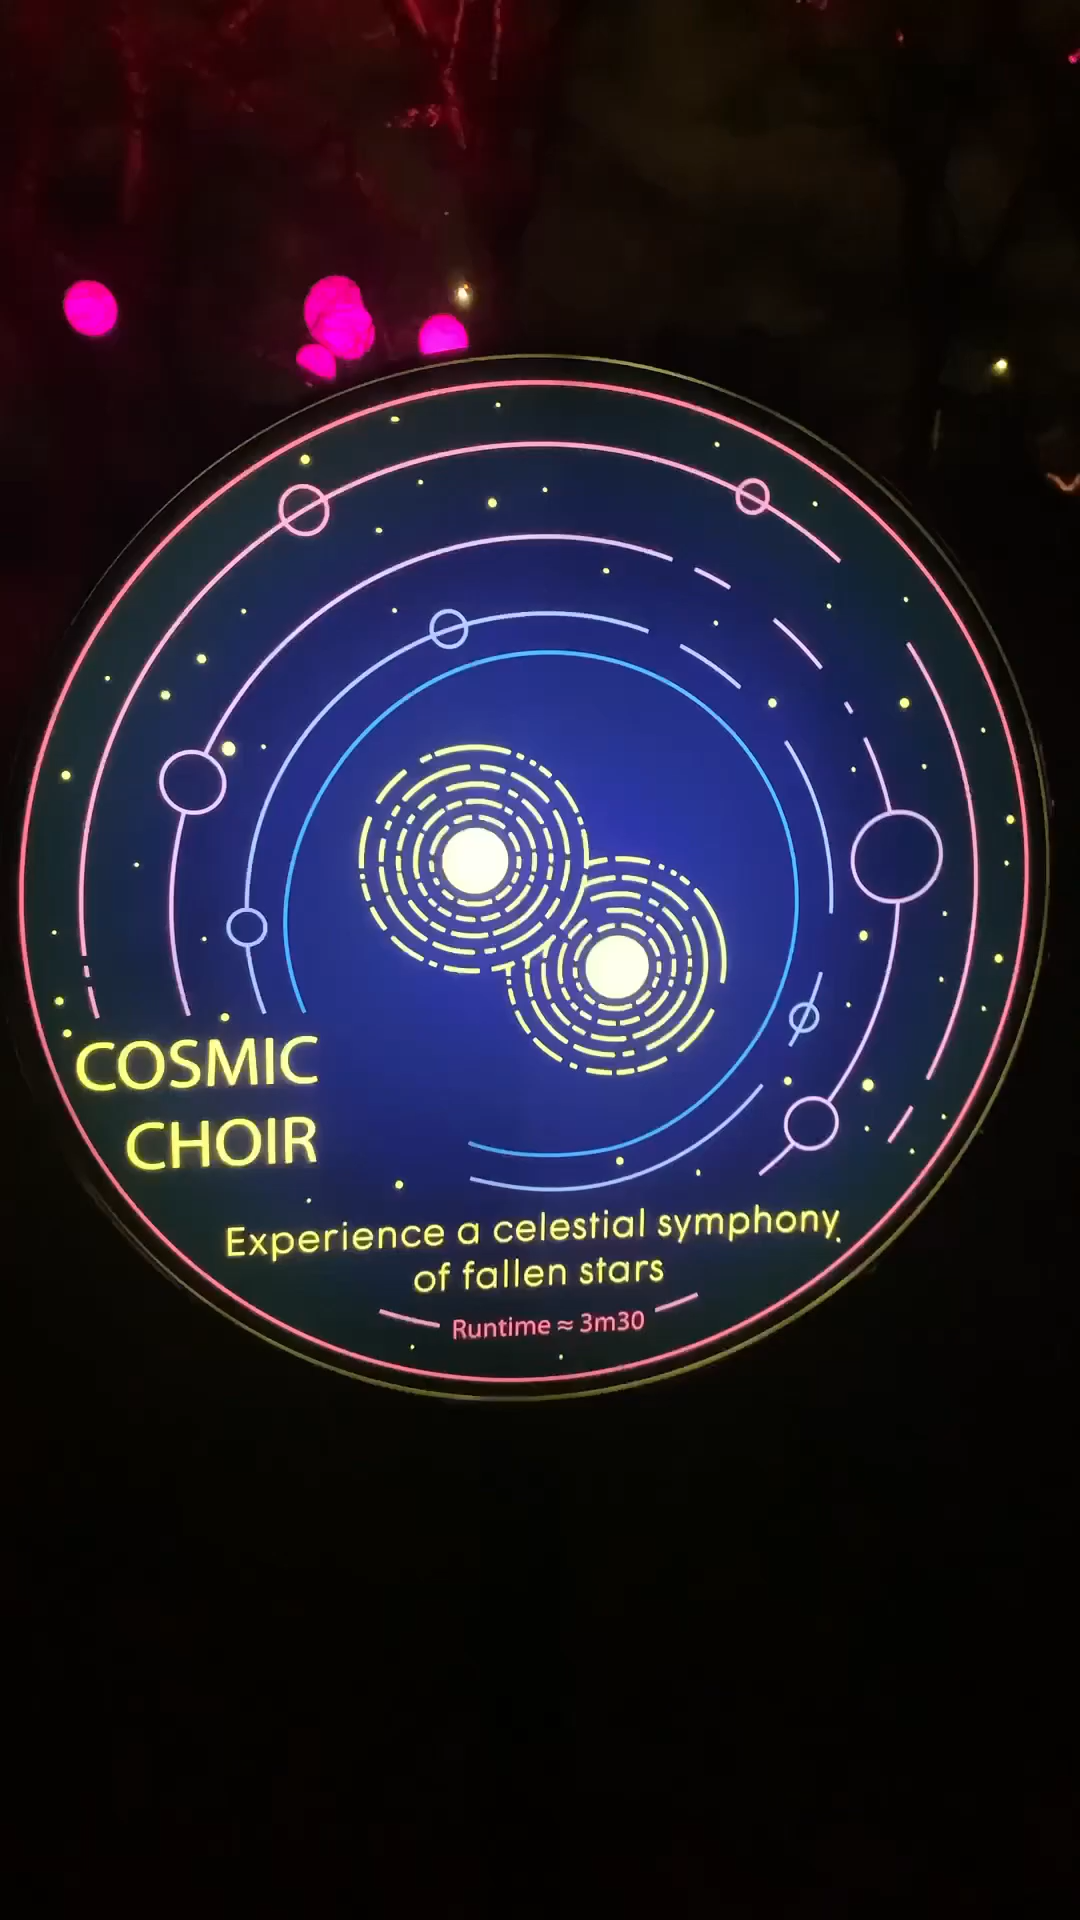 COSMIC
CHOIR
Experience a celestial symphony
of fallen stars
Runtime ≈ 3m30